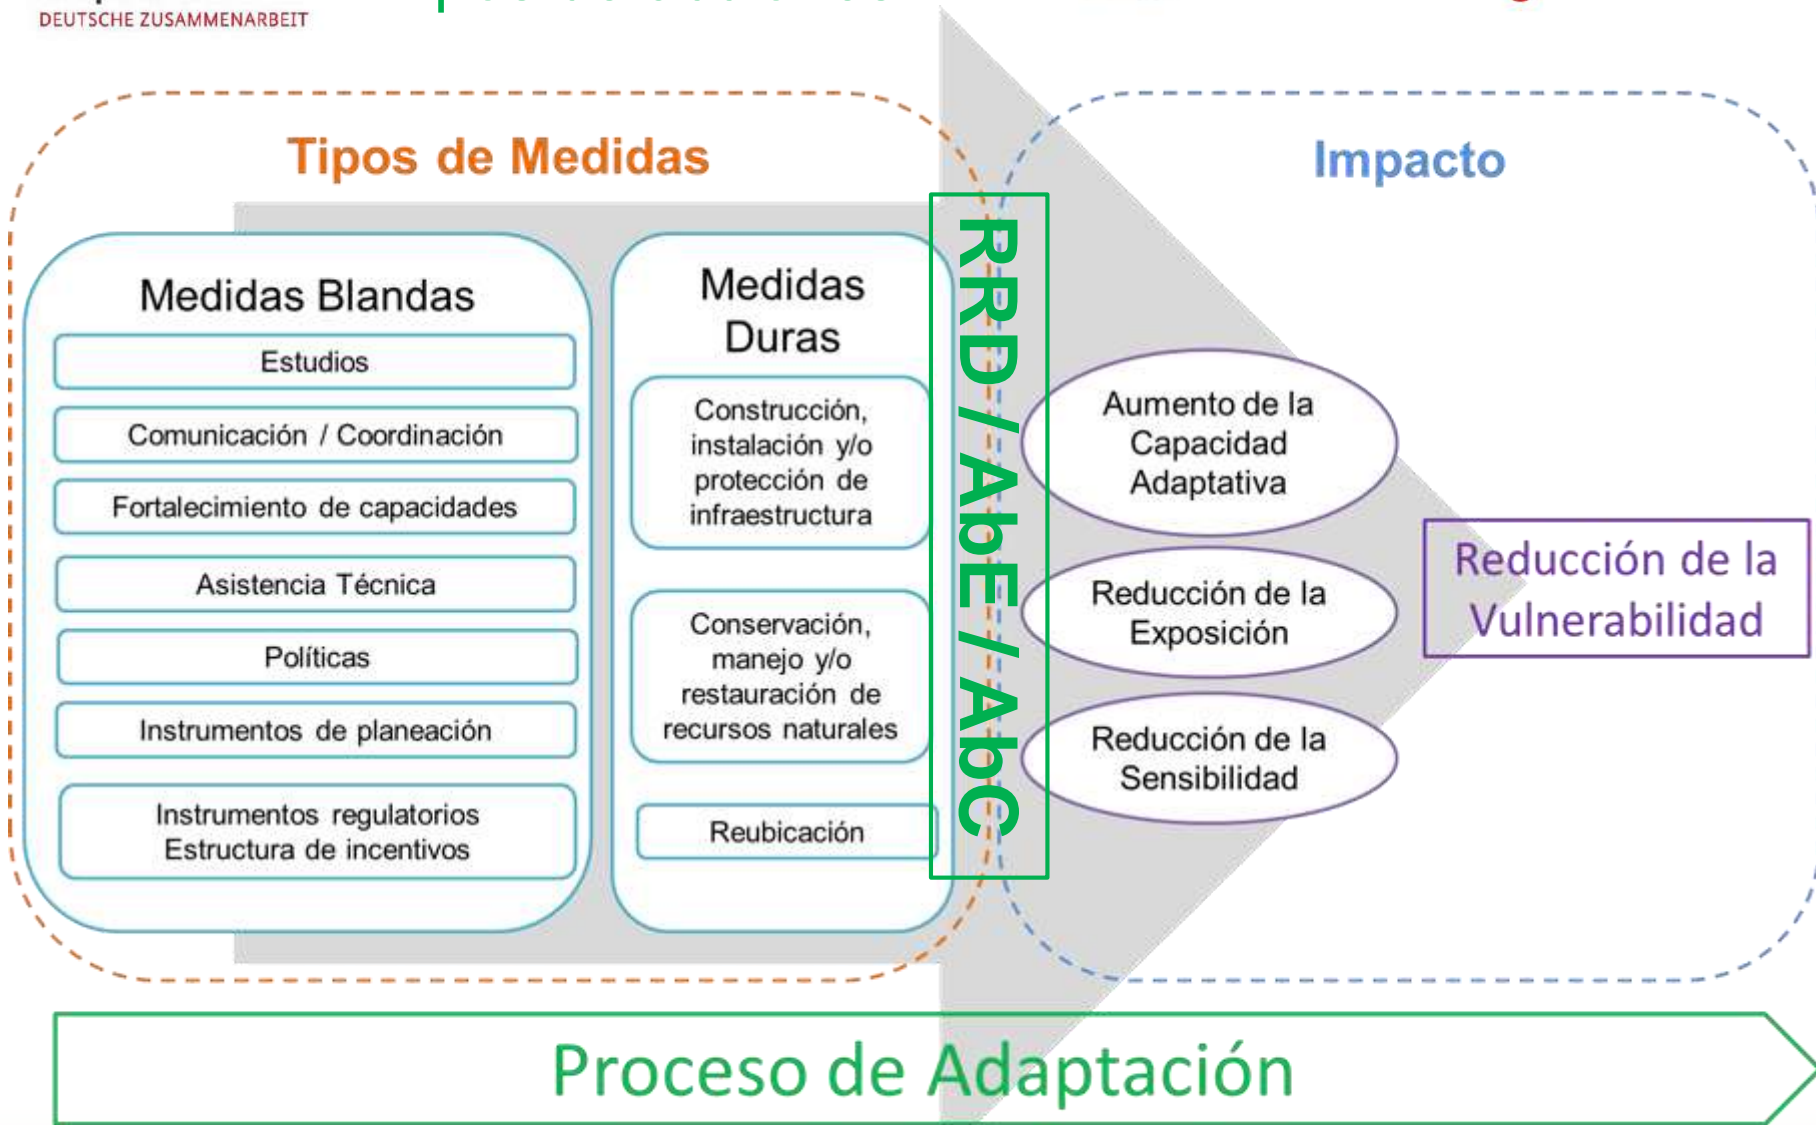 DEUTSCHE ZUSAMMENARBEIT
Tipos de Medidas
Impacto
Medidas Blandas
Estudios
Comunicación / Coordinación
Fortalecimiento de capacidades
Asistencia Técnica
Políticas
Instrumentos de planeación
Instrumentos regulatorios
Estructura de incentivos
Medidas
Duras
Construcción,
instalación y/o
protección de
infraestructura
Conservación,
manejo y/o
restauración de
recursos naturales
Reubicación
RRD / AbE / AbC
Aumento de la
Capacidad
Adaptativa
Reducción de la
Exposición
Reducción de la
Sensibilidad
Reducción de la
Vulnerabilidad
Proceso de Adaptación